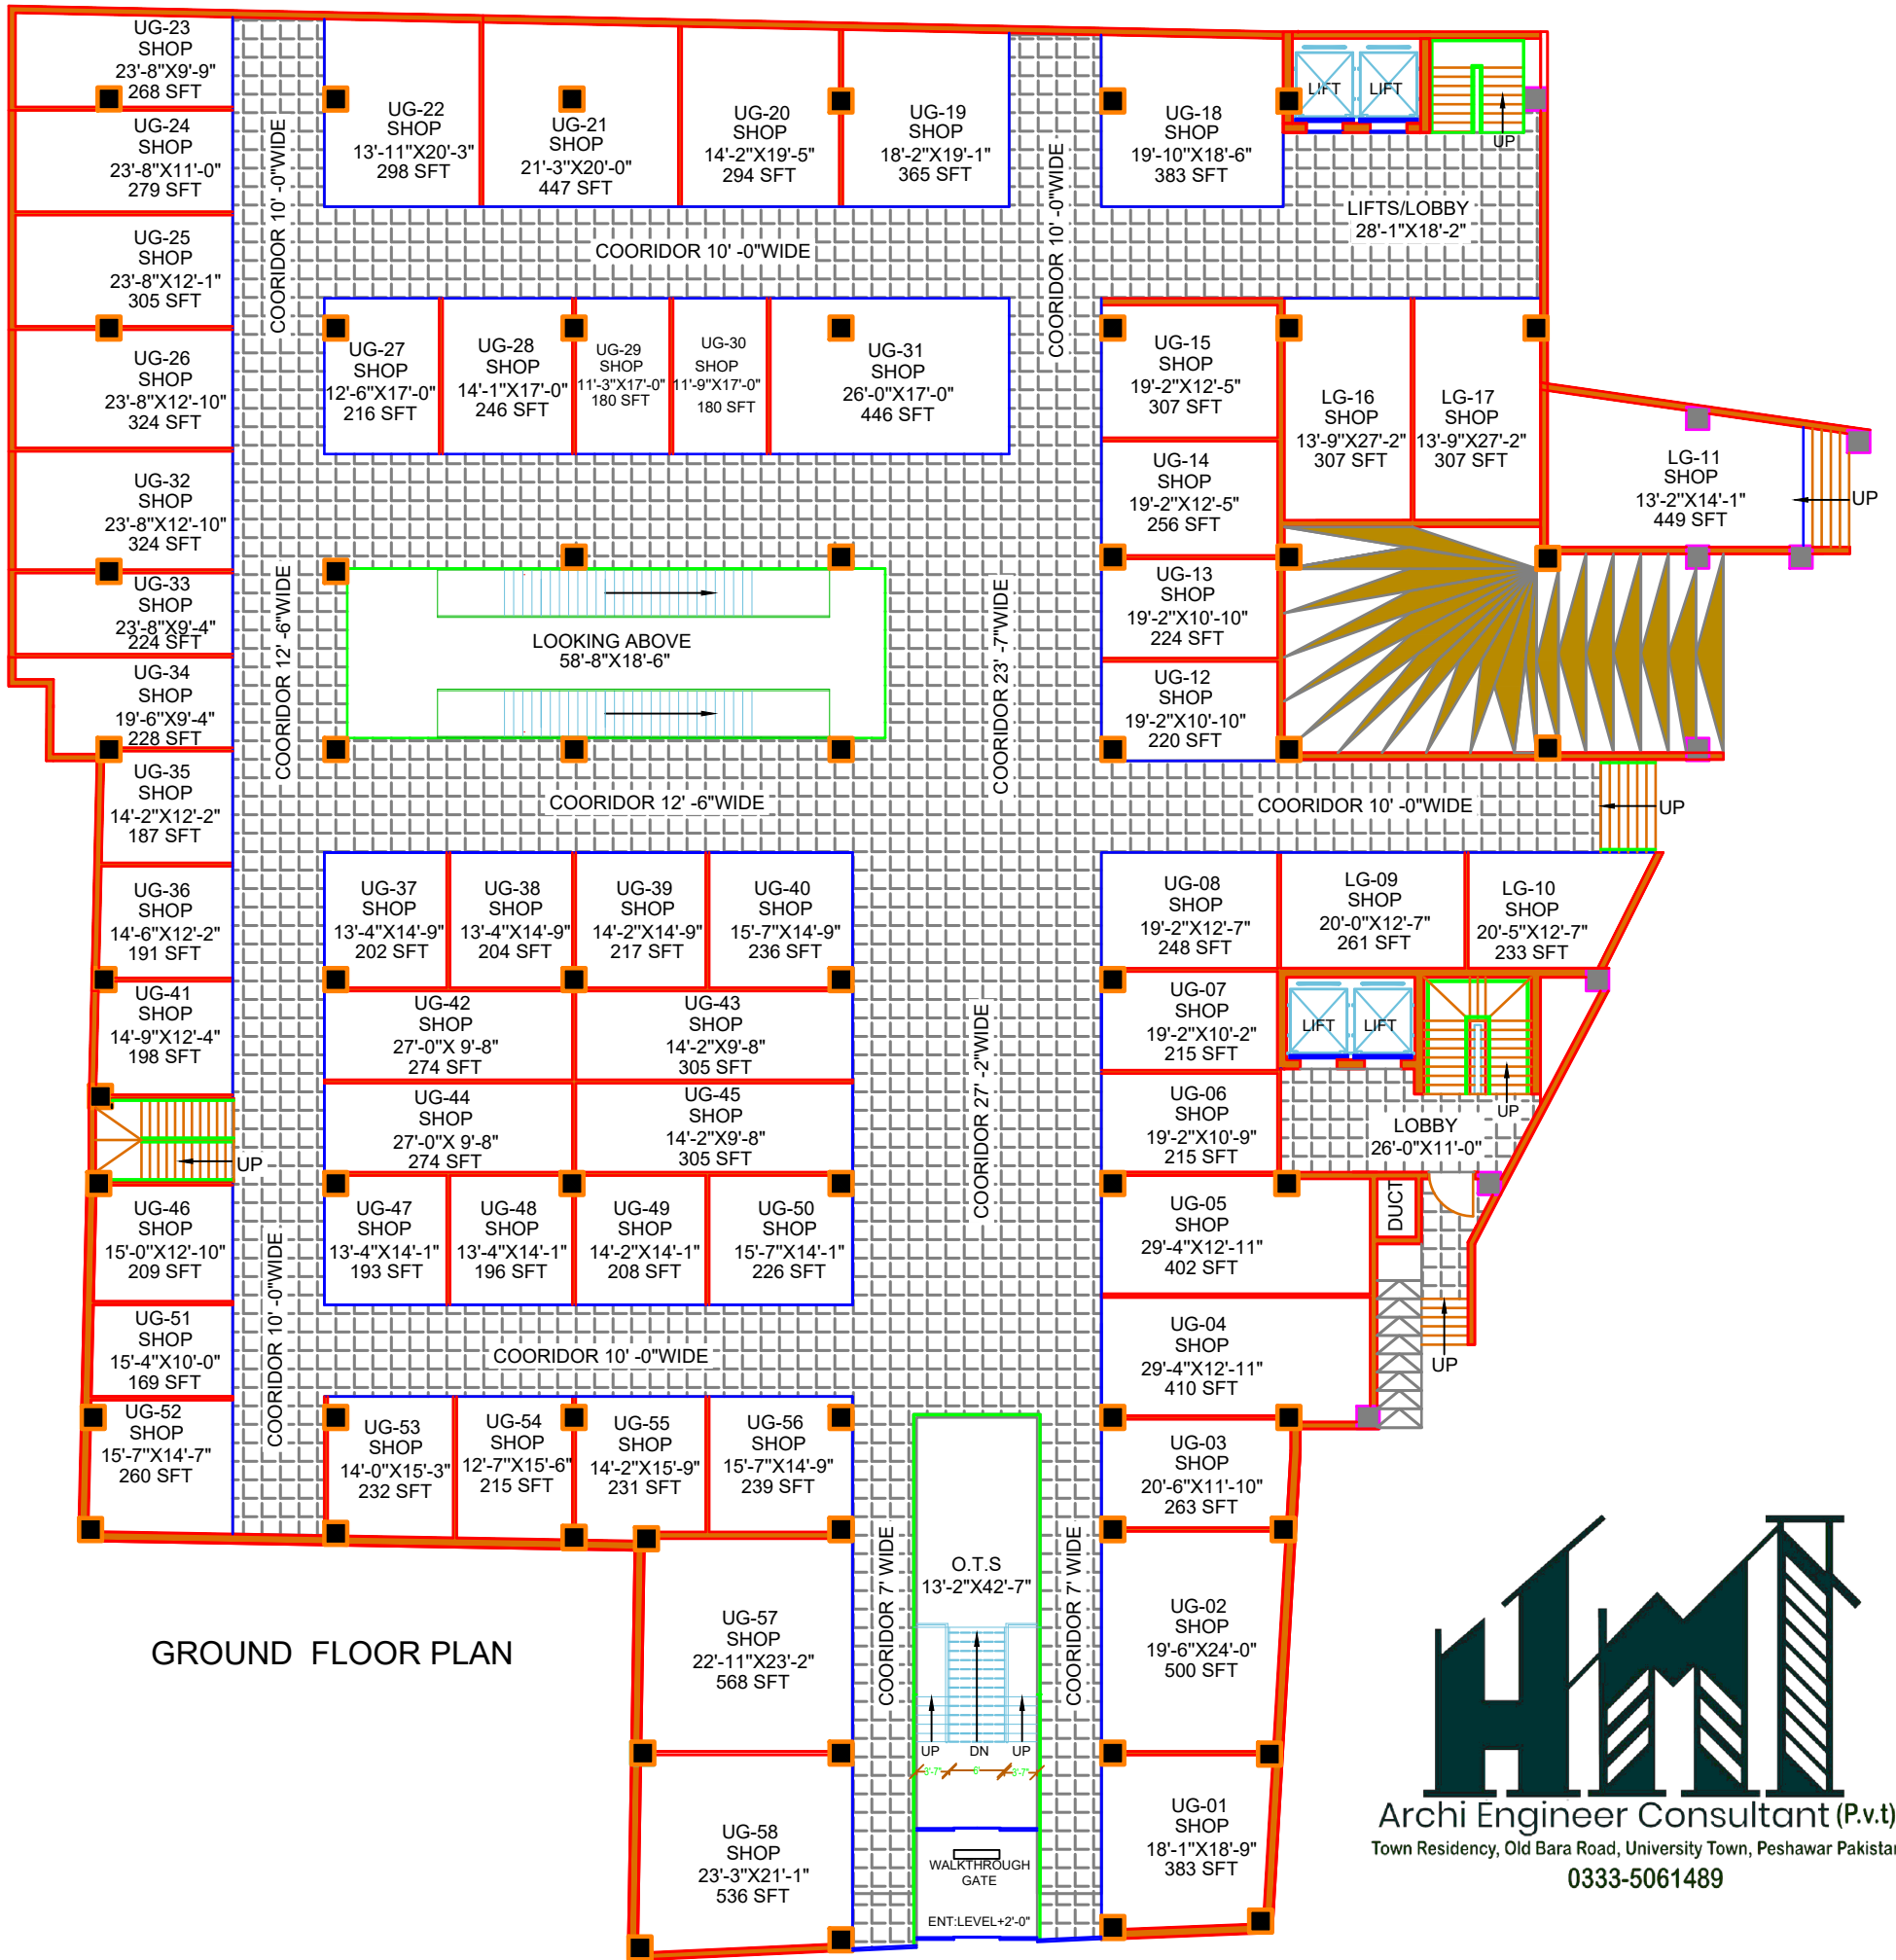 UG-23
SHOP
23'-8"X9'-9"
268 SFT
UG-24
SHOP
23'-8"X11'-0"
279 SFT
UG-25
SHOP
23'-8"X12'-1"
305 SFT
UG-26
SHOP
23'-8"X12'-10"
324 SFT
UG-32
SHOP
23'-8"X12'-10"
324 SFT
UG-33
SHOP
23'-8"X9'-4"
224 SFT
UG-34
SHOP
19'-6"X9'-4"
228 SFT
UG-35
SHOP
14'-2"X12'-2"
187 SFT
UG-36
SHOP
14'-6"X12'-2"
191 SFT
UG-41
SHOP
14'-9"X12'-4"
198 SFT
UP
UG-46
SHOP
15'-0"X12'-10"
209 SFT
UG-51
SHOP
15'-4"X10'-0"
169 SFT
UG-52
SHOP
15'-7"X14'-7"
260 SFT
COORIDOR 10' -0"WIDE
COORIDOR 12' -6"WIDE
COORIDOR 10' -0"WIDE
UG-22
SHOP
13'-11"X20'-3"
298 SFT
UG-21
SHOP
21'-3"X20'-0"
447 SFT
UG-20
SHOP
14'-2"X19'-5"
294 SFT
UG-19
SHOP
18'-2"X19'-1"
365 SFT
COORIDOR 10' -0"WIDE
COORIDOR 10' -0"WIDE
UG-18
SHOP
19'-10"X18'-6"
383 SFT
LIFT
LIFT
UP
LIFTS/LOBBY
28'-1"X18'-2"
UG-27
SHOP
12'-6"X17'-0"
216 SFT
UG-28
SHOP
14'-1"X17'-0"
246 SFT
UG-29
SHOP
11'-3"X17'-0"
180 SFT
UG-30
SHOP
11'-9"X17'-0"
180 SFT
UG-31
SHOP
26'-0"X17'-0"
446 SFT
UG-15
SHOP
19'-2"X12'-5"
307 SFT
LG-16
SHOP
13'-9"X27'-2"
307 SFT
LG-17
SHOP
13'-9"X27'-2"
307 SFT
LG-11
SHOP
13'-2"X14'-1"
449 SFT
UP
UG-14
SHOP
19'-2"X12'-5"
256 SFT
UG-13
SHOP
19'-2"X10'-10"
224 SFT
UG-12
SHOP
19'-2"X10'-10"
220 SFT
LOOKING ABOVE
58'-8"X18'-6"
COORIDOR 23' -7"WIDE
COORIDOR 12' -6"WIDE
COORIDOR 10' -0"WIDE
UP
UG-37
SHOP
13'-4"X14'-9"
202 SFT
UG-38
SHOP
13'-4"X14'-9"
204 SFT
UG-39
SHOP
14'-2"X14'-9"
217 SFT
UG-40
SHOP
15'-7"X14'-9"
236 SFT
UG-08
SHOP
19'-2"X12'-7"
248 SFT
LG-09
SHOP
20'-0"X12'-7"
261 SFT
LG-10
SHOP
20'-5"X12'-7"
233 SFT
UG-42
SHOP
27'-0"X 9'-8"
274 SFT
UG-43
SHOP
14'-2"X9'-8"
305 SFT
UG-44
SHOP
27'-0"X 9'-8"
274 SFT
UG-45
SHOP
14'-2"X9'-8"
305 SFT
COORIDOR 27' -2"WIDE
UG-07
SHOP
19'-2"X10'-2"
215 SFT
LIFT
LIFT
UP
UG-06
SHOP
19'-2"X10'-9"
215 SFT
LOBBY
26'-0"X11'-0"
UG-47
SHOP
13'-4"X14'-1"
193 SFT
UG-48
SHOP
13'-4"X14'-1"
196 SFT
UG-49
SHOP
14'-2"X14'-1"
208 SFT
UG-50
SHOP
15'-7"X14'-1"
226 SFT
UG-05
SHOP
29'-4"X12'-11"
402 SFT
DUCT
UP
UG-04
SHOP
29'-4"X12'-11"
410 SFT
COORIDOR 10' -0"WIDE
UG-53
SHOP
14'-0"X15'-3"
232 SFT
UG-54
SHOP
12'-7"X15'-6"
215 SFT
UG-55
SHOP
14'-2"X15'-9"
231 SFT
UG-56
SHOP
15'-7"X14'-9"
239 SFT
UG-03
SHOP
20'-6"X11'-10"
263 SFT
COORIDOR 7' WIDE
O.T.S
13'-2"X42'-7"
COORIDOR 7' WIDE
UG-57
SHOP
22'-11"X23'-2"
568 SFT
UG-02
SHOP
19'-6"X24'-0"
500 SFT
UP
DN
UP
3'-7"
6'
3'-7"
UG-58
SHOP
23'-3"X21'-1"
536 SFT
WALKTHROUGH
GATE
ENT:LEVEL+2'-0"
UG-01
SHOP
18'-1"X18'-9"
383 SFT
GROUND FLOOR PLAN
HMT
Archi Engineer Consultant (P.v.t)
Town Residency, Old Bara Road, University Town, Peshawar Pakistan
0333-5061489